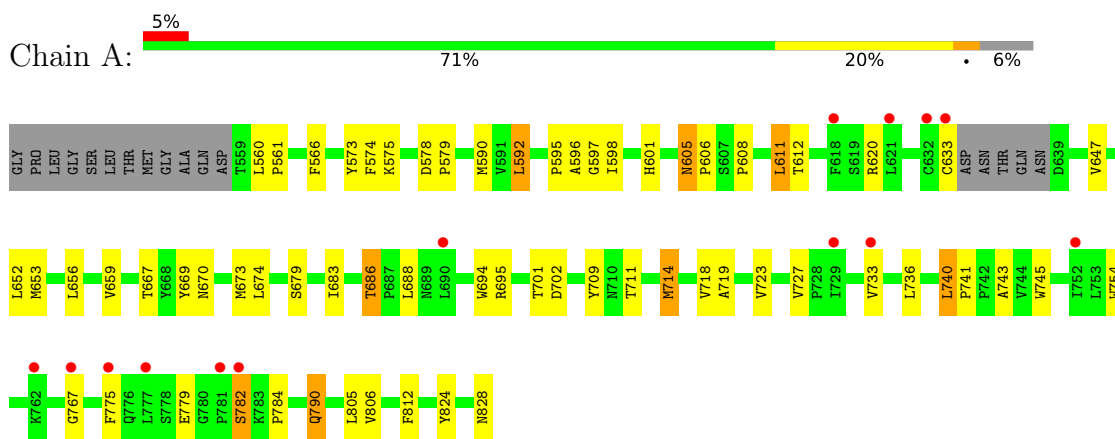 5%
Chain A:
71% 20% • 6%
GLY PRO LEU GLY SER LEU THR MET GLY ALA GLN ASP T559 L560 P561 F566 Y573 F574 K575 D578 P579 M590 V591 L592 P595 A596 G597 I598 H601 N605 P606 S607 P608 L611 T612 F618 S619 R620 L621 C632 C633 ASP ASN THR GLN ASN D639 V647
L652 M653 L656 V659 T667 Y668 Y669 N670 M673 L674 S679 I683 T686 P687 L688 N689 L690 W694 R695 T701 D702 Y709 N710 T711 M714 V718 A719 V723 V727 P728 I729 V733 L736 L740 P741 P742 A743 V744 W745 I752 L753
K762 G767 F775 Q776 L777 S778 E779 G780 P781 S782 K783 P784 Q790 L805 V806 F812 Y824 N828